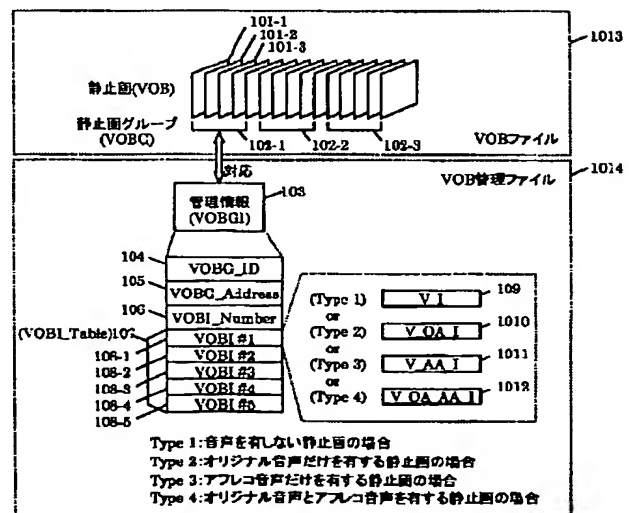 101-1
101-2
101-3
1013
静止画(VOB)
静止画グループ
(VOBG)
102-1
102-2
102-3
VOBファイル
対応
1014
VOB管理ファイル
管理情報
(VOBGI)
103
104
VOBG_ID
105
VOBG_Address
106
VOBI_Number
(VOBI_Table)107
108-1
VOBI #1
108-2
VOBI #2
108-3
VOBI #3
108-4
VOBI #4
108-5
VOBI #5
(Type 1)
V_I
109
or
(Type 2)
V_OA_I
1010
or
(Type 3)
V_AA_I
1011
or
(Type 4)
V_OA_AA_I
1012
Type 1:音声を有しない静止画の場合
Type 2:オリジナル音声だけを有する静止画の場合
Type 3:アフレコ音声だけを有する静止画の場合
Type 4:オリジナル音声とアフレコ音声を有する静止画の場合